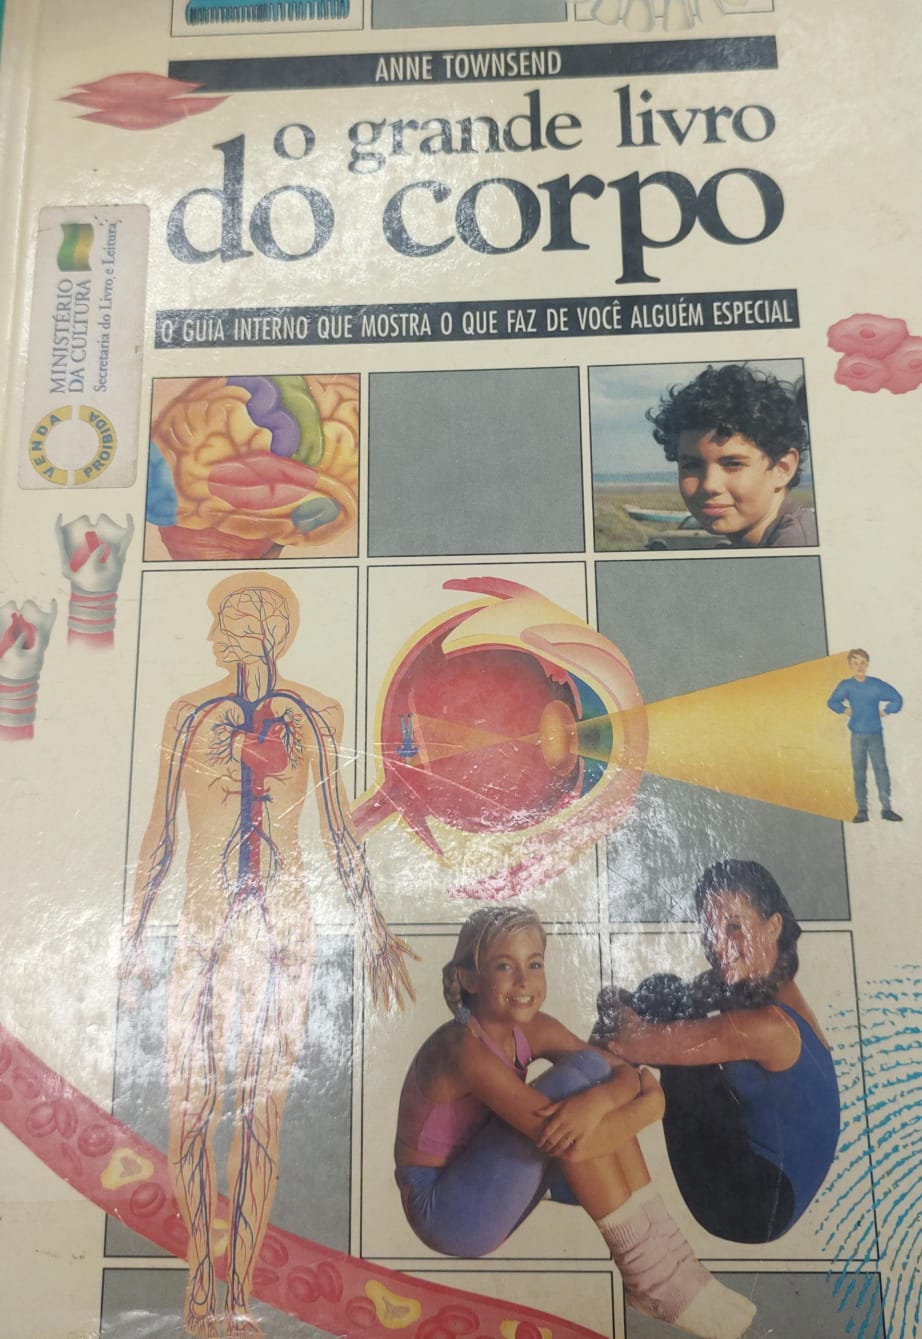 ANNE TOWNSEND
o grande livro
do corpo
O GUIA INTERNO QUE MOSTRA O QUE FAZ DE VOCÊ ALGUÉM ESPECIAL
MINISTÉRIO
DA CULTURA
Secretaria do Livro e Leitura
VENDA
PROIBIDA